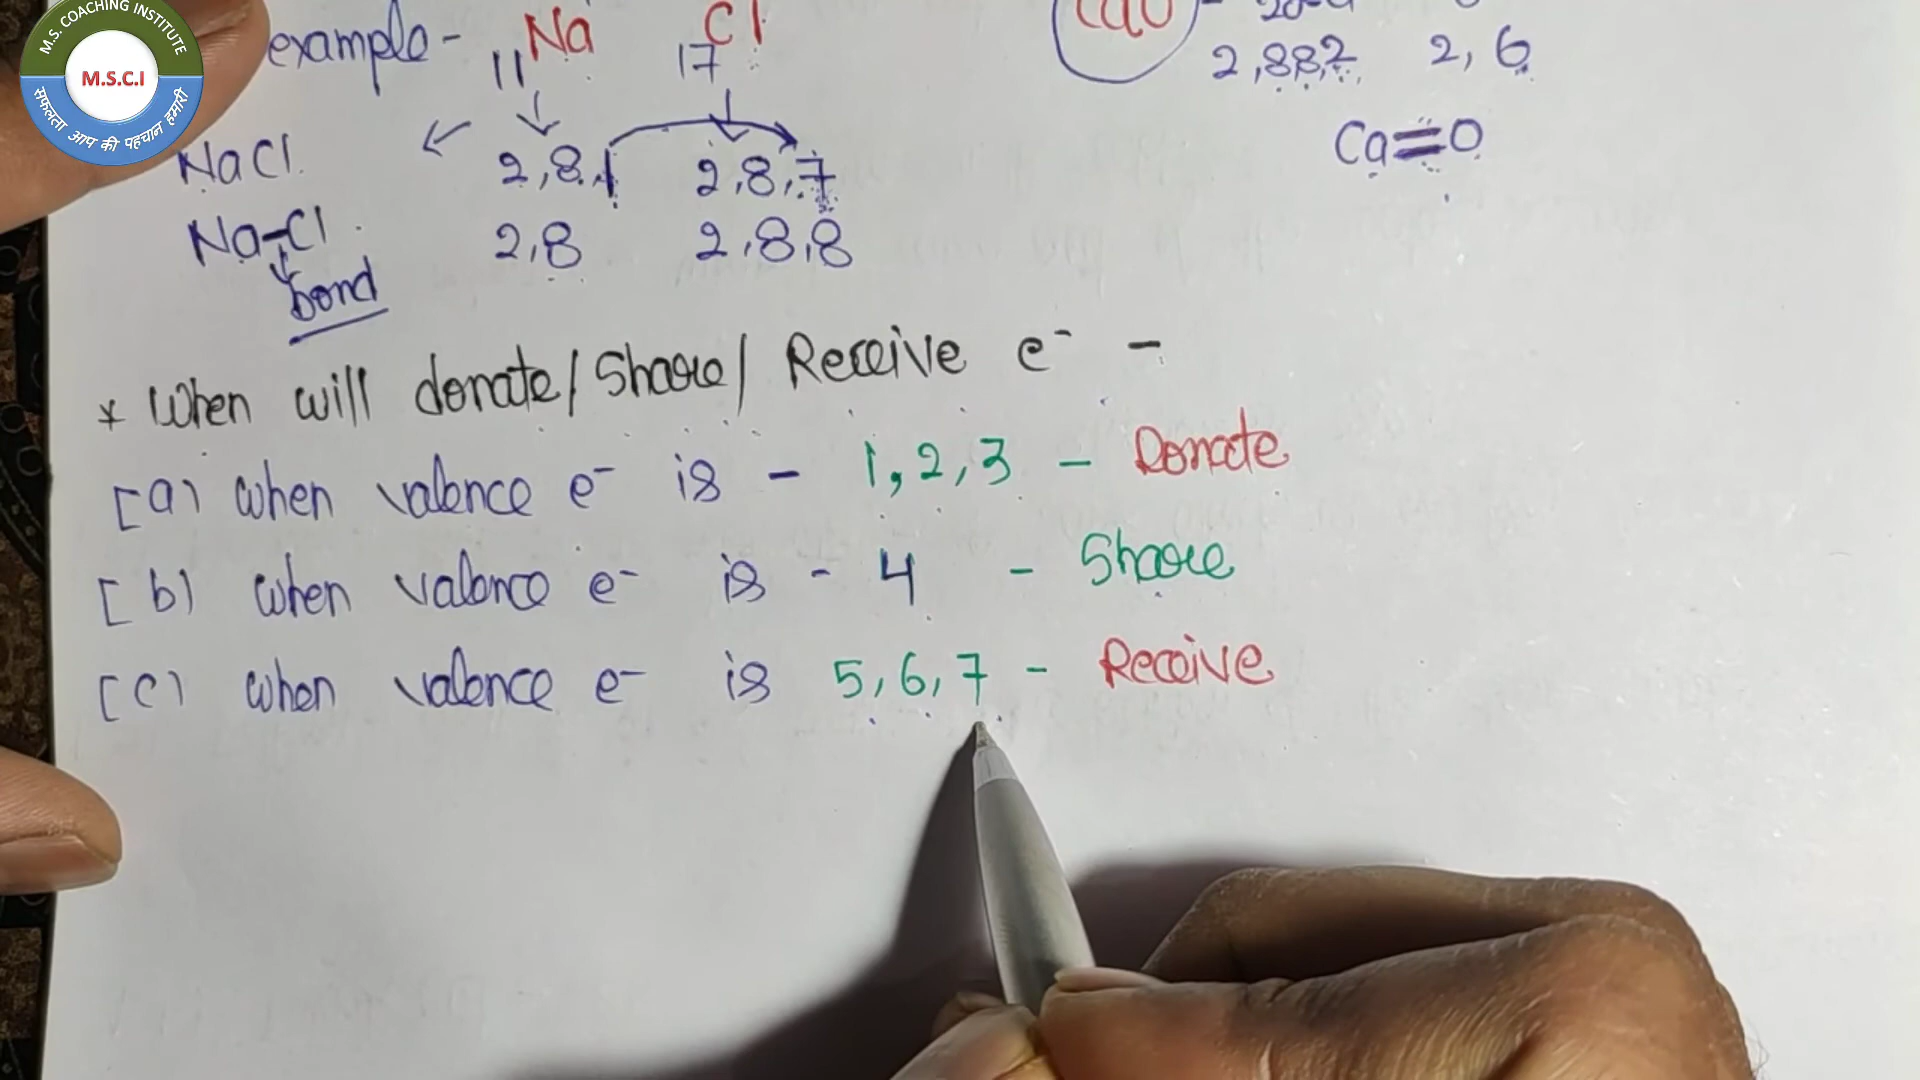 M.S. COACHING INSTITUTE
M.S.C.I
सफलता आप की पहचान हमारी
example- 11Na 17Cl
CaO
2,8,8,2 2,6
NaCl 2,8,1 2,8,7
Ca=O
Na-Cl 2,8 2,8,8
bond
* When will donate/Share/Receive e⁻ -
[a) when valence e⁻ is - 1,2,3 - Donate
[b) when valence e⁻ is - 4 - Share
[c) when valence e⁻ is 5,6,7 - Receive